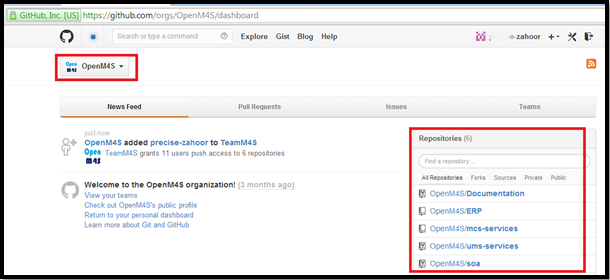 GitHub, Inc. [US] https://github.com/orgs/OpenM4S/dashboard
Search or type a command
Explore Gist Blog Help
e-zahoor
Open M4S OpenM4S
News Feed Pull Requests Issues Teams
just now
OpenM4S added precise-zahoor to TeamM4S
Open M4S TeamM4S grants 11 users push access to 6 repositories
Welcome to the OpenM4S organization! (3 months ago)
View your teams
Check out OpenM4S's public profile
Return to your personal dashboard
Learn more about Git and GitHub
Repositories (6)
Find a repository...
All Repositories Forks Sources Private Public
OpenM4S/Documentation
OpenM4S/ERP
OpenM4S/mcs-services
OpenM4S/ums-services
OpenM4S/soa